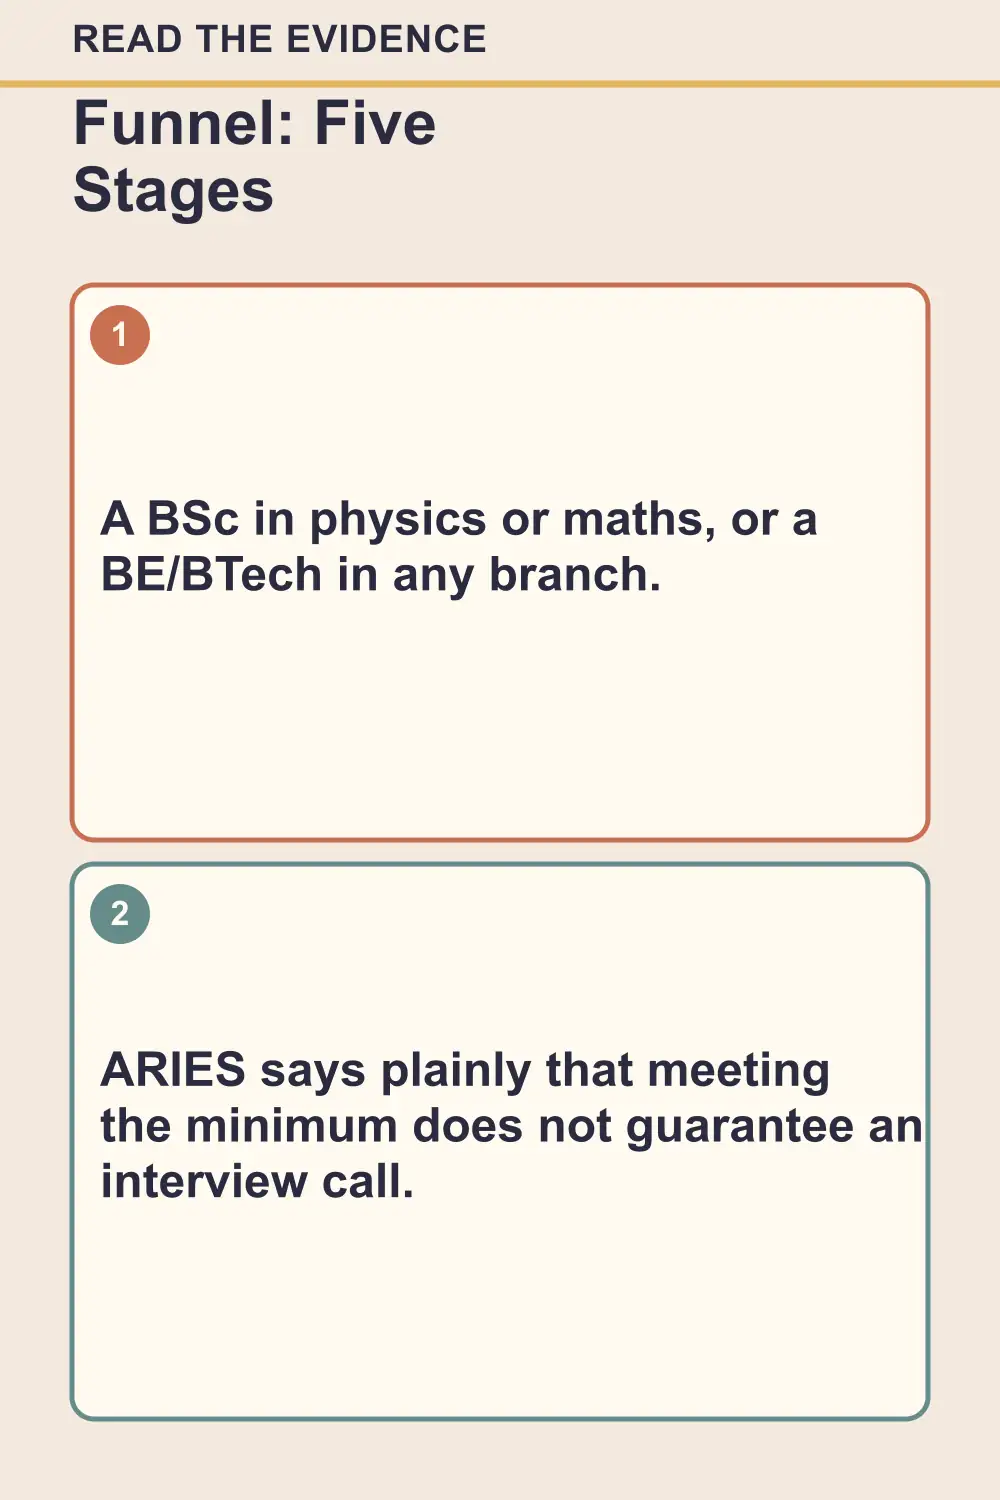 READ THE EVIDENCE
Funnel: Five
Stages
1
A BSc in physics or maths, or a
BE/BTech in any branch.
2
ARIES says plainly that meeting
the minimum does not guarantee an
interview call.